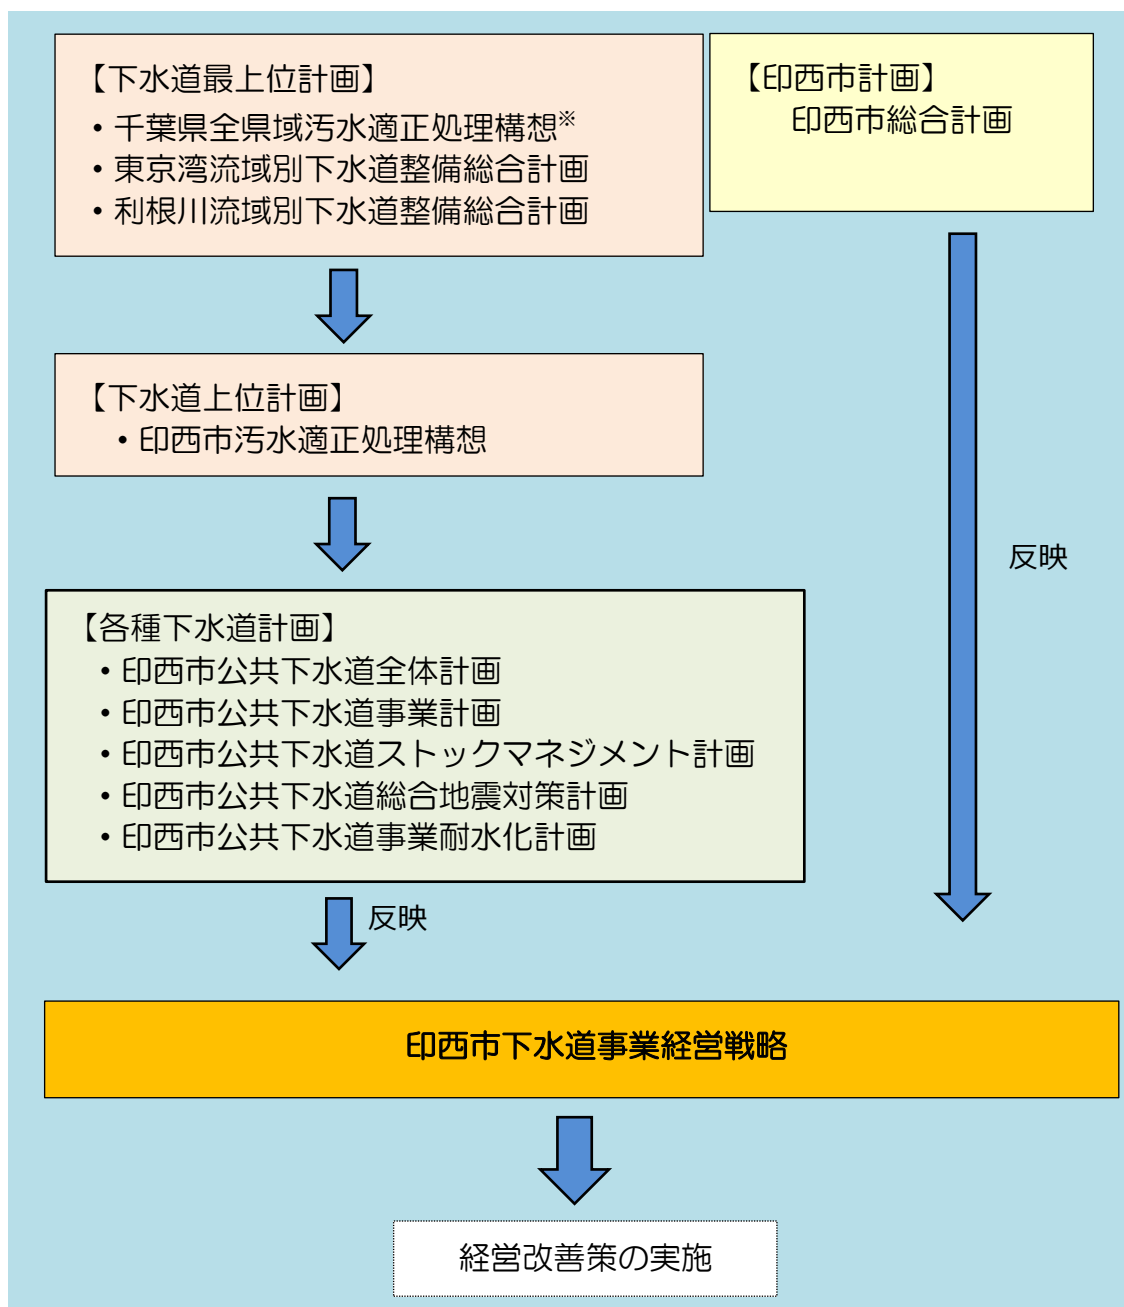 【下水道最上位計画】
・千葉県全県域汚水適正処理構想※
・東京湾流域別下水道整備総合計画
・利根川流域別下水道整備総合計画
【印西市計画】
印西市総合計画
【下水道上位計画】
・印西市汚水適正処理構想
反映
【各種下水道計画】
・印西市公共下水道全体計画
・印西市公共下水道事業計画
・印西市公共下水道ストックマネジメント計画
・印西市公共下水道総合地震対策計画
・印西市公共下水道事業耐水化計画
反映
印西市下水道事業経営戦略
経営改善策の実施